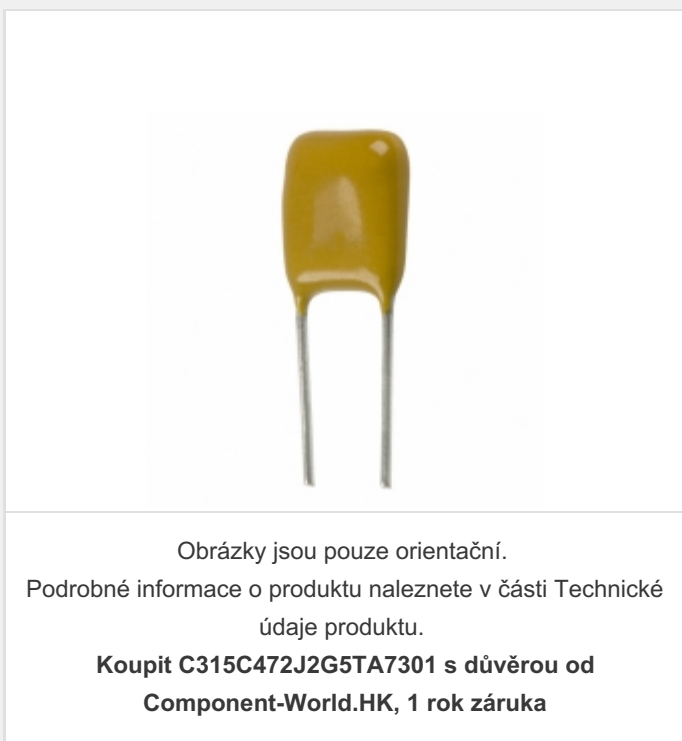 Obrázky jsou pouze orientační.
Podrobné informace o produktu naleznete v části Technické
údaje produktu.
Koupit C315C472J2G5TA7301 s důvěrou od
Component-World.HK, 1 rok záruka